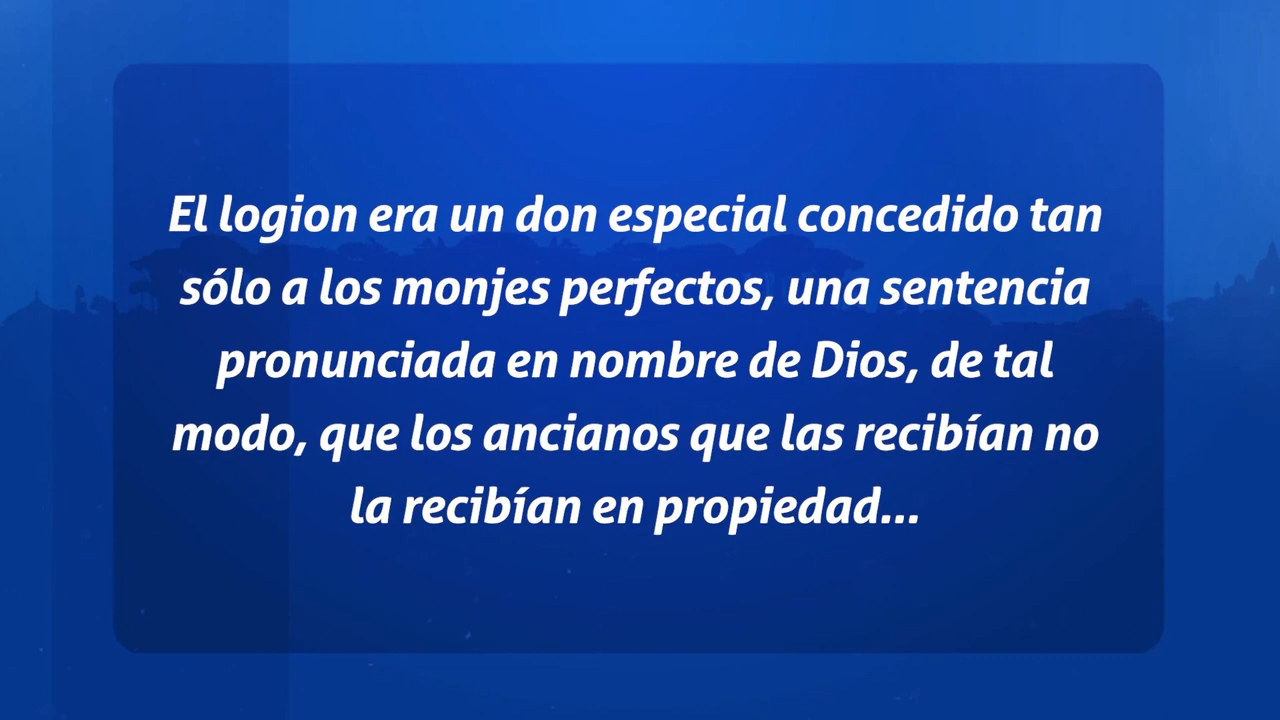 El logion era un don especial concedido tan
sólo a los monjes perfectos, una sentencia
pronunciada en nombre de Dios, de tal
modo, que los ancianos que las recibían no
la recibían en propiedad...